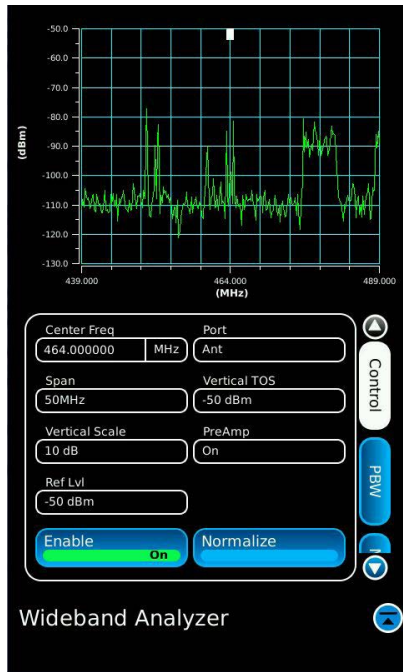 -50.0
-60.0
-70.0
-80.0
-90.0
-100.0
-110.0
-120.0
-130.0
(dBm)
439.000 464.000 489.000
(MHz)
Center Freq Port
464.000000 MHz Ant
Span Vertical TOS
50MHz -50 dBm
Vertical Scale PreAmp
10 dB On
Ref Lvl
-50 dBm
Enable Normalize
On
Control
PBW
Wideband Analyzer